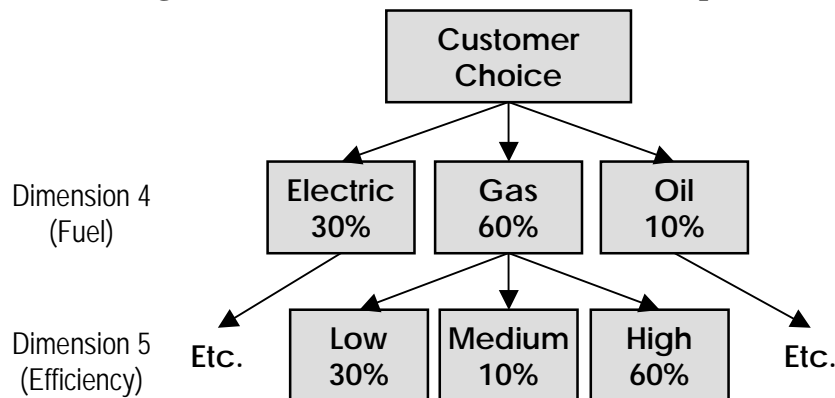 Customer
Choice
Dimension 4
(Fuel)
Electric
30%
Gas
60%
Oil
10%
Dimension 5
(Efficiency)
Etc.
Low
30%
Medium
10%
High
60%
Etc.